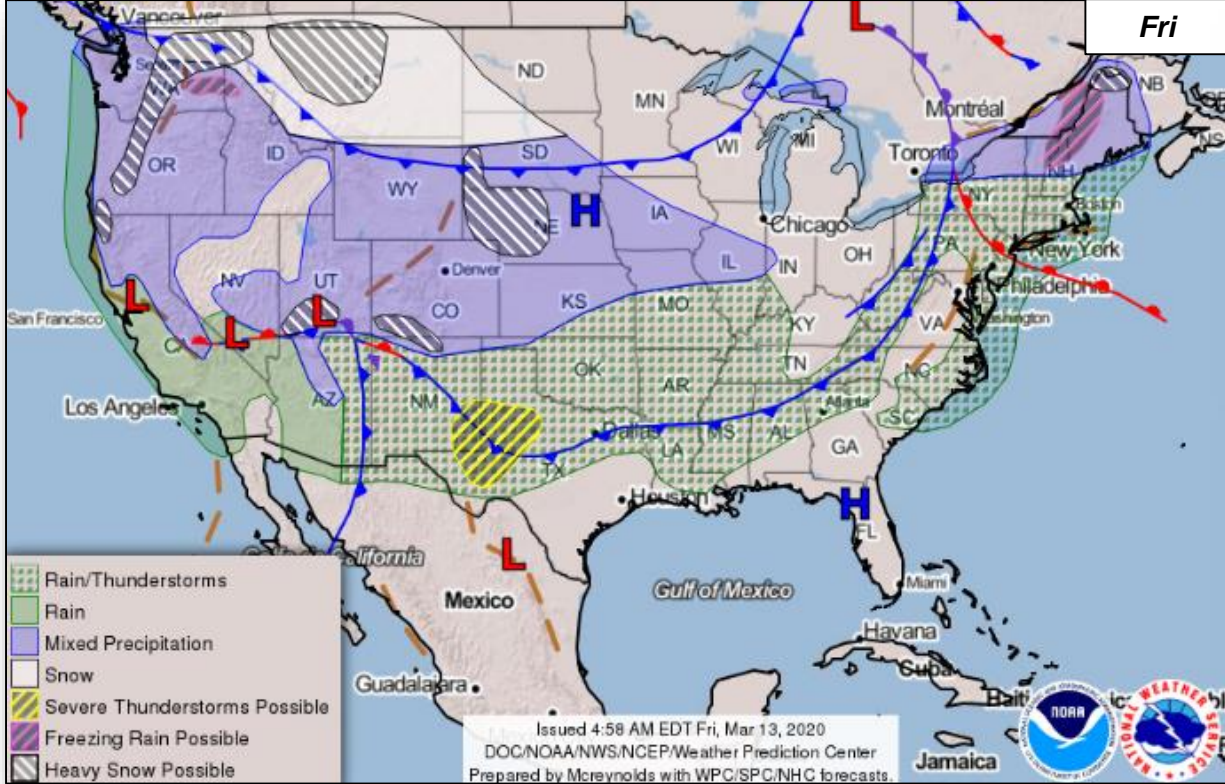 Fri
Vancouver
ND
MN
Montréal
NB
OR
ID
SD
WI
MI
Toronto
WY
NH
NY
Boston
NE
IA
Chicago
PA
New York
NV
UT
Denver
CO
KS
IL
IN
OH
Philadelphia
San Francisco
MO
KY
VA
Washington
CA
TN
NC
OK
AR
Los Angeles
AZ
NM
Dallas
MS
AL
Atlanta
SC
TX
LA
GA
Houston
FL
Miami
L
L
L
L
L
H
H
California
Mexico
Gulf of Mexico
Havana
Cuba
Haiti
Guadalajara
Jamaica
Rain/Thunderstorms
Rain
Mixed Precipitation
Snow
Severe Thunderstorms Possible
Freezing Rain Possible
Heavy Snow Possible
Issued 4:58 AM EDT Fri, Mar 13, 2020
DOC/NOAA/NWS/NCEP/Weather Prediction Center
Prepared by Mcreynolds with WPC/SPC/NHC forecasts.
NOAA
NATIONAL WEATHER SERVICE